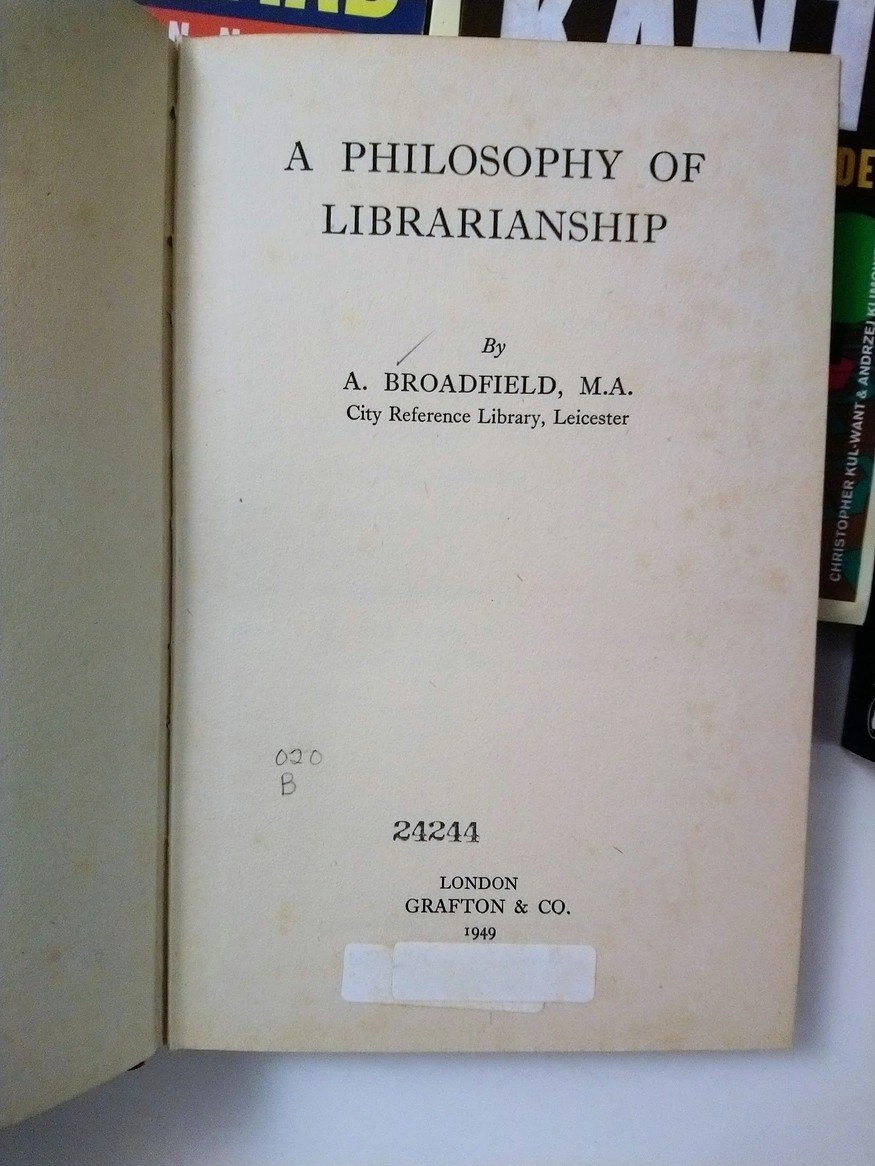 KANT
A PHILOSOPHY OF
LIBRARIANSHIP
By
A. BROADFIELD, M.A.
City Reference Library, Leicester
CHRISTOPHER KUL-WANT & ANDRZEJ
020
B
24244
LONDON
GRAFTON & CO.
1949